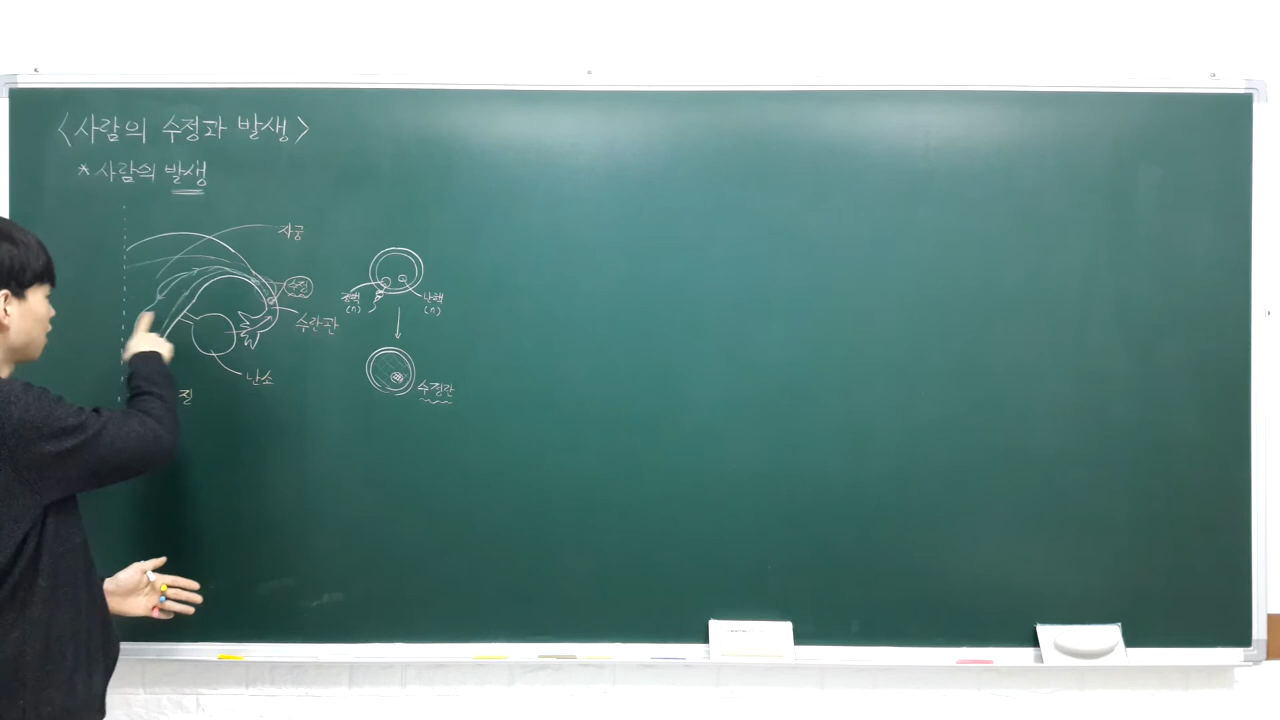 <사람의 수정과 발생>
*사람의 발생
자궁
수정
수란관
난소
질
정핵
(n)
난핵
(n)
수정란